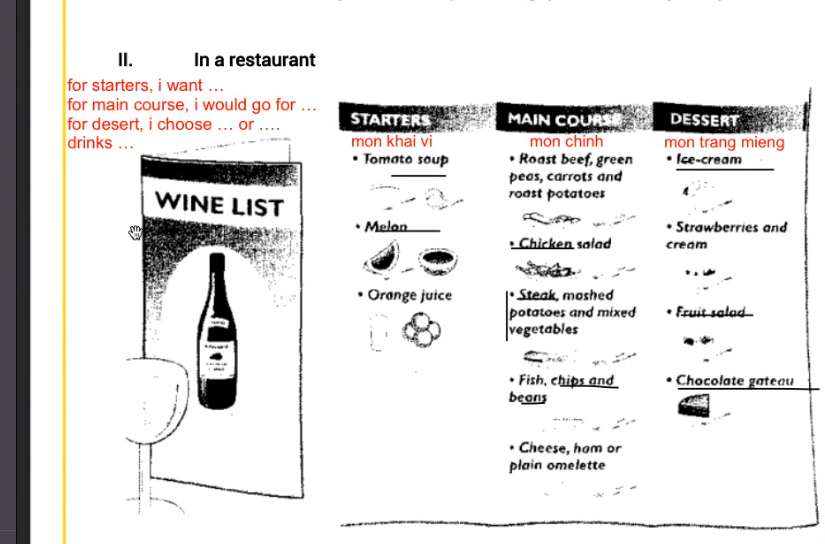 II. In a restaurant
for starters, i want ...
for main course, i would go for ...
for desert, i choose ... or ....
drinks ...
WINE LIST
STARTERS
mon khai vi
• Tomato soup
• Melon
• Orange juice
MAIN COURSE
mon chinh
• Roast beef, green
peas, carrots and
roast potatoes
• Chicken salad
• Steak, mashed
potatoes and mixed
vegetables
• Fish, chips and
beans
• Cheese, ham or
plain omelette
DESSERT
mon trang mieng
• Ice-cream
• Strawberries and
cream
• Fruit salad
• Chocolate gateau